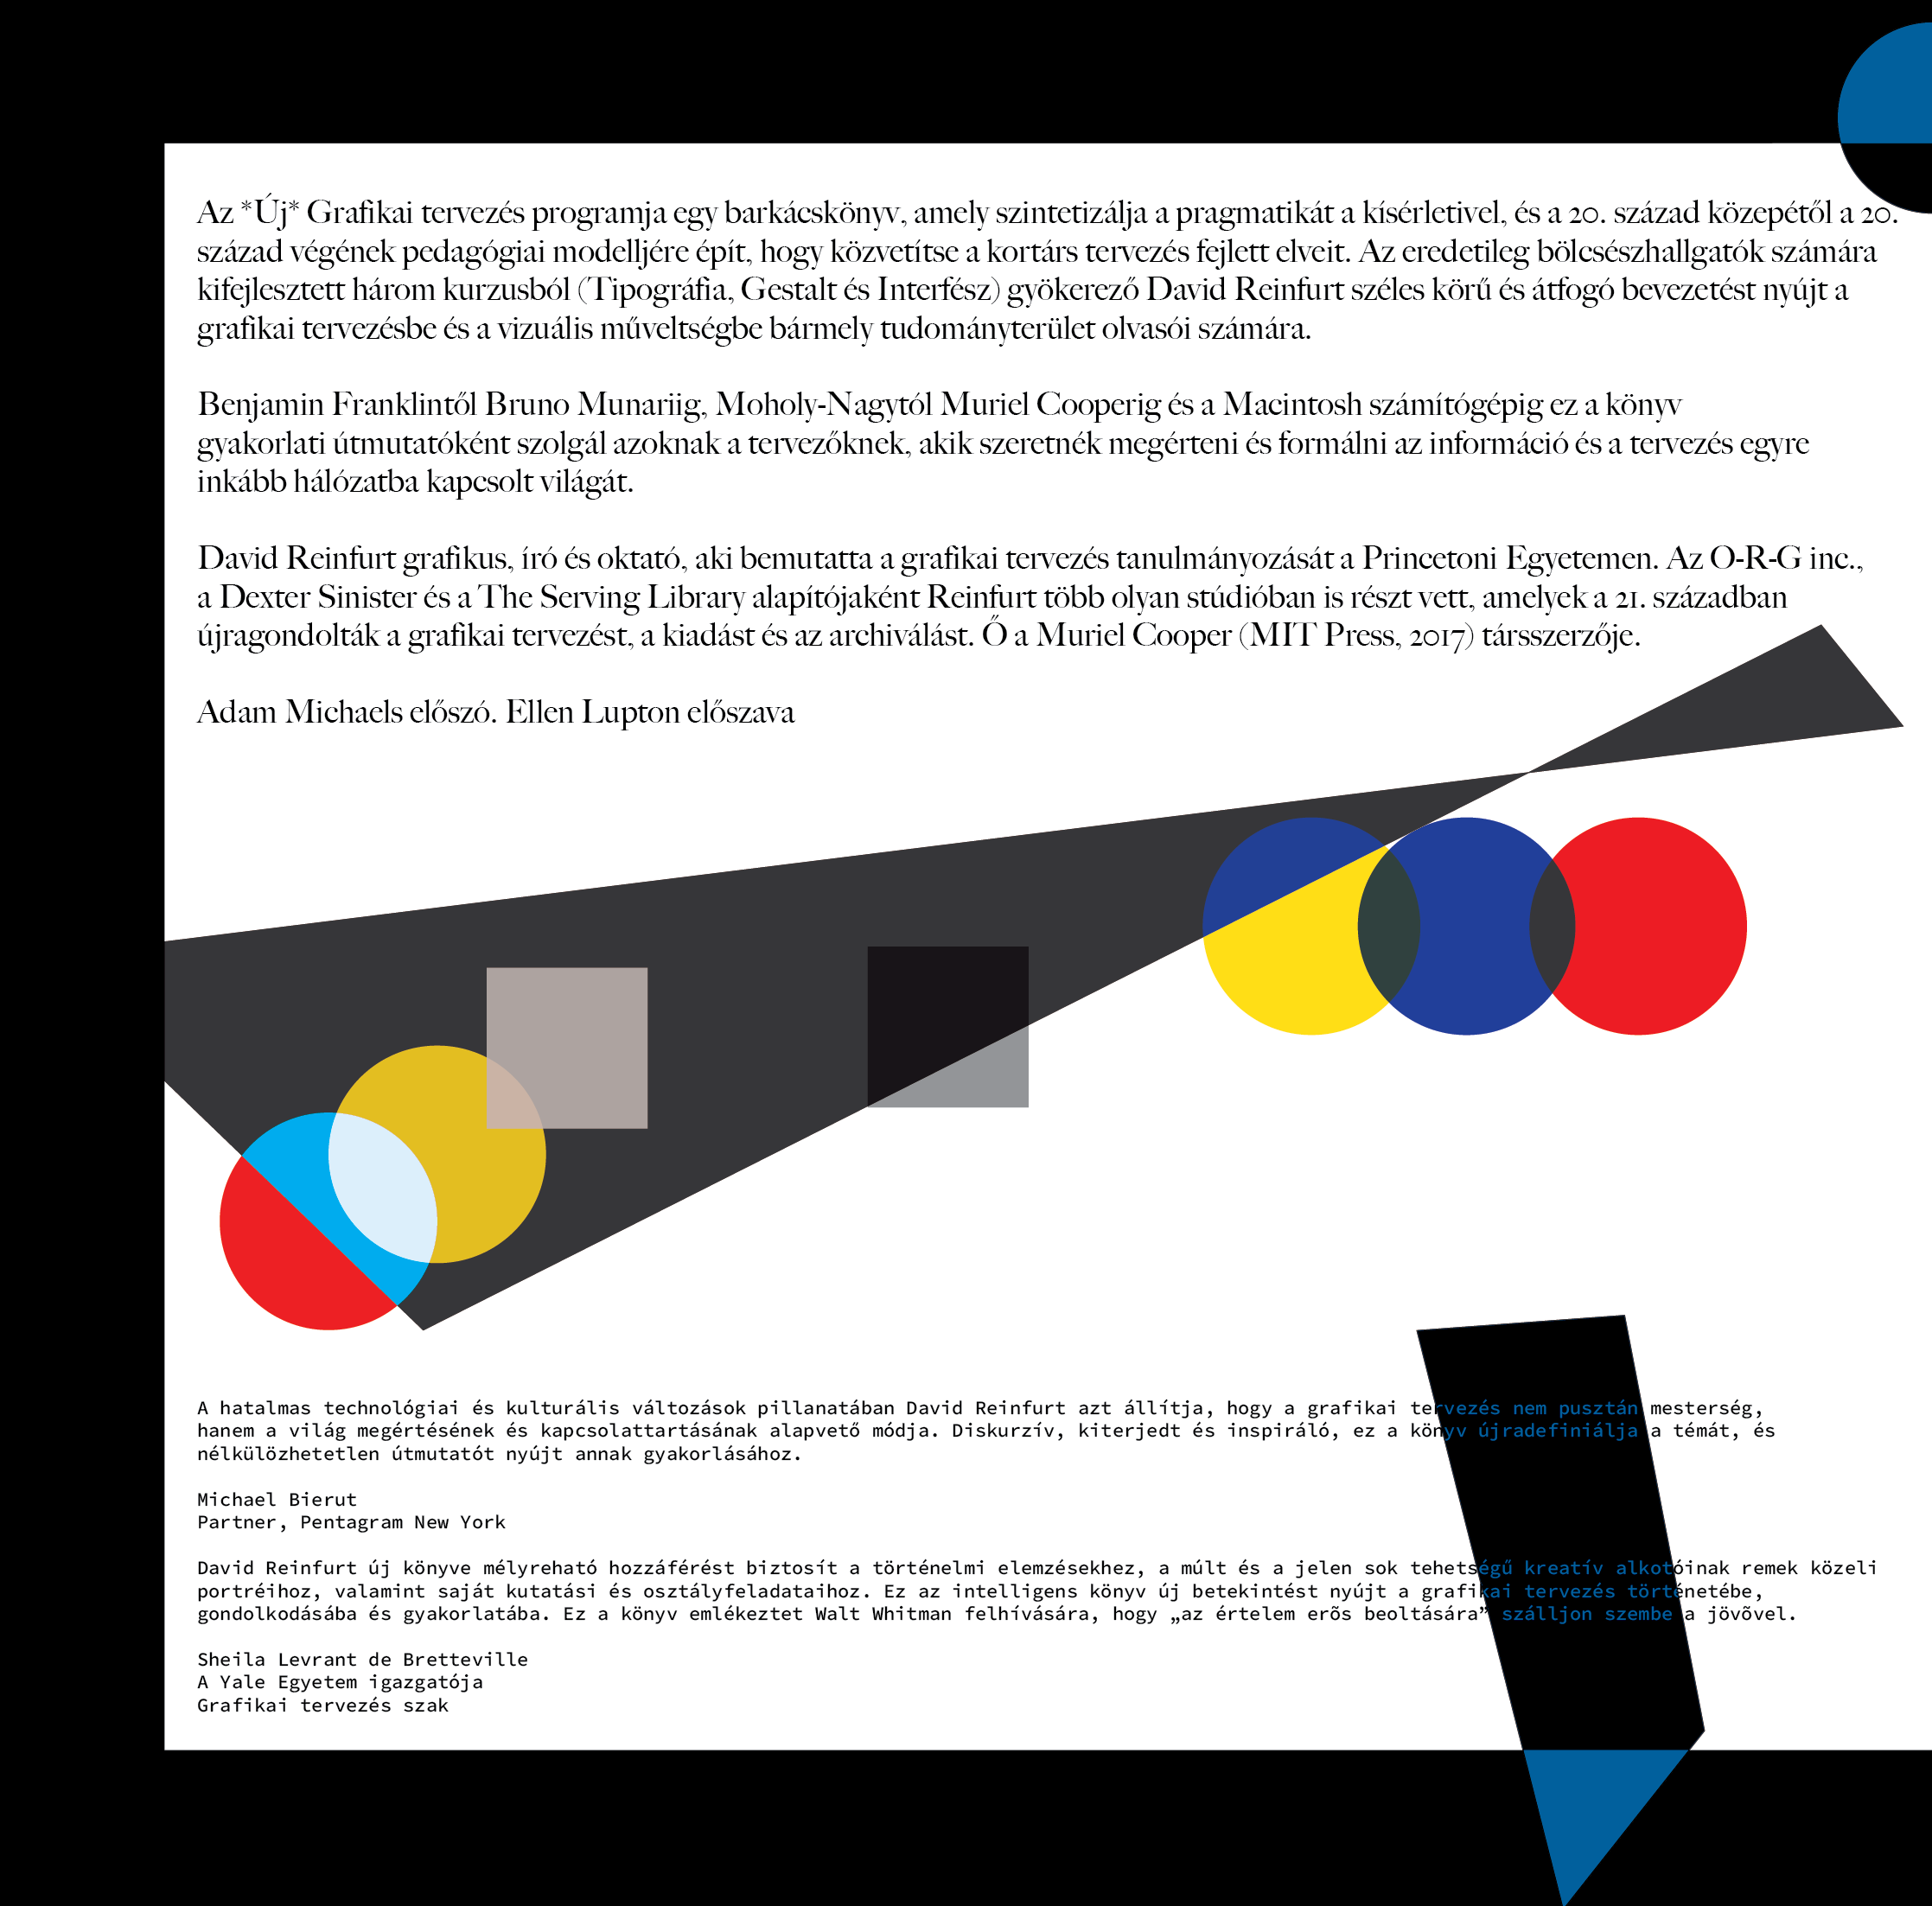 Az *Új* Grafikai tervezés programja egy barkácskönyv, amely szintetizálja a pragmatikát a kísérletivel, és a 20. század közepétől a 20.
század végének pedagógiai modelljére épít, hogy közvetítse a kortárs tervezés fejlett elveit. Az eredetileg bölcsészhallgatók számára
kifejlesztett három kurzusból (Tipográfia, Gestalt és Interfész) gyökerező David Reinfurt széles körű és átfogó bevezetést nyújt a
grafikai tervezésbe és a vizuális műveltségbe bármely tudományterület olvasói számára.
Benjamin Franklintől Bruno Munariig, Moholy-Nagytól Muriel Cooperig és a Macintosh számítógépig ez a könyv
gyakorlati útmutatóként szolgál azoknak a tervezőknek, akik szeretnék megérteni és formálni az információ és a tervezés egyre
inkább hálózatba kapcsolt világát.
David Reinfurt grafikus, író és oktató, aki bemutatta a grafikai tervezés tanulmányozását a Princetoni Egyetemen. Az O-R-G inc.,
a Dexter Sinister és a The Serving Library alapítójaként Reinfurt több olyan stúdióban is részt vett, amelyek a 21. században
újragondolták a grafikai tervezést, a kiadást és az archiválást. Ő a Muriel Cooper (MIT Press, 2017) társszerzője.
Adam Michaels előszó. Ellen Lupton előszava
A hatalmas technológiai és kulturális változások pillanatában David Reinfurt azt állítja, hogy a grafikai tervezés nem pusztán mesterség,
hanem a világ megértésének és kapcsolattartásának alapvető módja. Diskurzív, kiterjedt és inspiráló, ez a könyv újradefiniálja a témát, és
nélkülözhetetlen útmutatót nyújt annak gyakorlásához.
Michael Bierut
Partner, Pentagram New York
David Reinfurt új könyve mélyreható hozzáférést biztosít a történelmi elemzésekhez, a múlt és a jelen sok tehetségű kreatív alkotóinak remek közeli
portréihoz, valamint saját kutatási és osztályfeladataihoz. Ez az intelligens könyv új betekintést nyújt a grafikai tervezés történetébe,
gondolkodásába és gyakorlatába. Ez a könyv emlékeztet Walt Whitman felhívására, hogy „az értelem erõs beoltására” szálljon szembe a jövõvel.
Sheila Levrant de Bretteville
A Yale Egyetem igazgatója
Grafikai tervezés szak